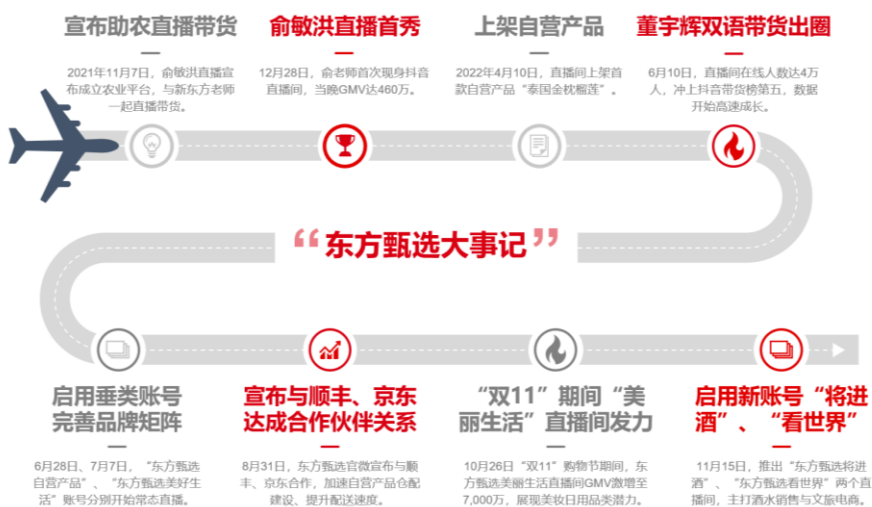 宣布助农直播带货
2021年11月7日，俞敏洪直播宣
布成立农业平台，与新东方老师
一起直播带货。
俞敏洪直播首秀
12月28日，俞老师首次现身抖音
直播间，当晚GMV达460万。
上架自营产品
2022年4月10日，直播间上架首
款自营产品“泰国金枕榴莲”。
董宇辉双语带货出圈
6月10日，直播间在线人数达4万
人，冲上抖音带货榜第五，数据
开始高速成长。
“东方甄选大事记”
启用垂类账号
完善品牌矩阵
6月28日、7月7日，“东方甄选
自营产品”、“东方甄选美好生
活”账号分别开始常态直播。
宣布与顺丰、京东
达成合作伙伴关系
8月31日，东方甄选官微宣布与顺
丰、京东合作，加速自营产品仓配
建设、提升配送速度。
“双11”期间“美
丽生活”直播间发力
10月26日“双11”购物节期间，东
方甄选美丽生活直播间GMV激增至
7,000万，展现美妆日用品类潜力。
启用新账号“将进
酒”、“看世界”
11月15日，推出“东方甄选将进
酒”、“东方甄选看世界”两个直
播间，主打酒水销售与文旅电商。